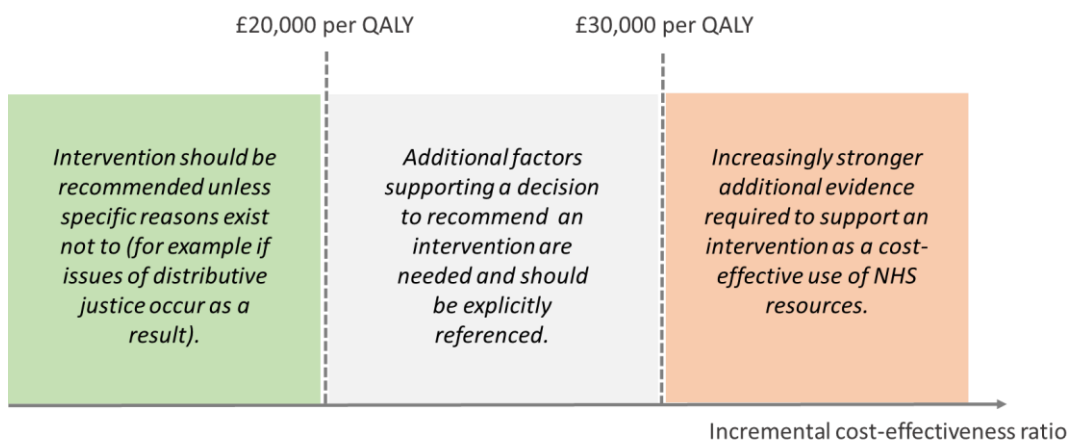 £20,000 per QALY
£30,000 per QALY
Intervention should be
recommended unless
specific reasons exist
not to (for example if
issues of distributive
justice occur as a
result).
Additional factors
supporting a decision
to recommend an
intervention are
needed and should
be explicitly
referenced.
Increasingly stronger
additional evidence
required to support an
intervention as a cost-
effective use of NHS
resources.
Incremental cost-effectiveness ratio